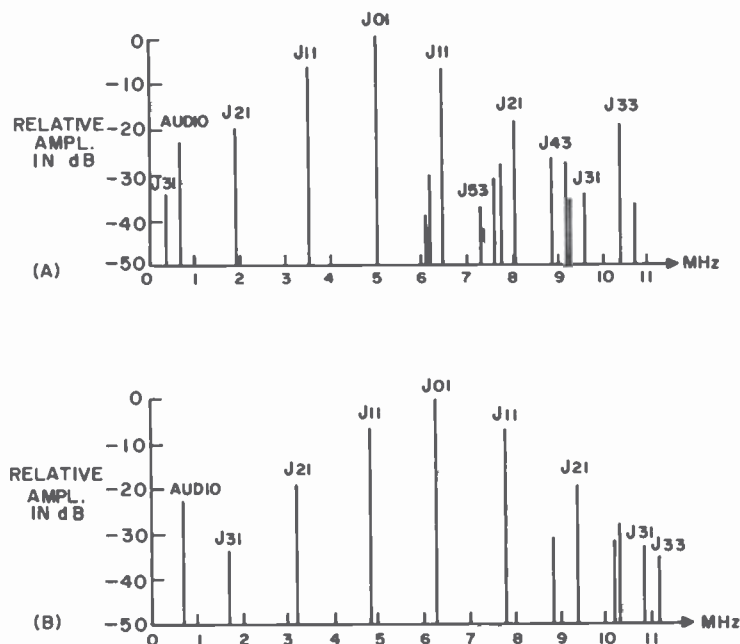 J01
0
J11
J11
-10
RELATIVE AMPL. IN dB
AUDIO
J21
J21
J33
-20
J43
-30
J31
J53
J31
-40
(A)
-50
0 1 2 3 4 5 6 7 8 9 10 11 MHz
J01
0
J11
J11
-10
RELATIVE AMPL. IN dB
AUDIO
J21
J21
-20
-30
J31
J31
J33
-40
(B)
-50
0 1 2 3 4 5 6 7 8 9 10 11 MHz